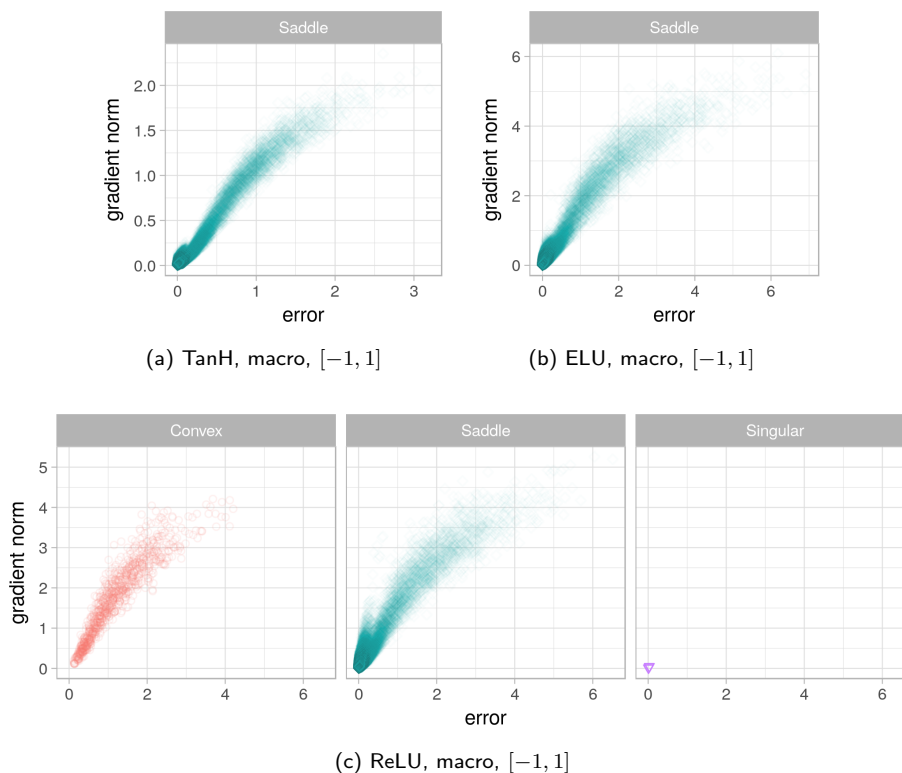 Saddle
Saddle
gradient norm
2.0
1.5
1.0
0.5
0.0
0 1 2 3
error
gradient norm
6
4
2
0
0 2 4 6
error
(a) TanH, macro, [−1, 1]
(b) ELU, macro, [−1, 1]
Convex
Saddle
Singular
gradient norm
5
4
3
2
1
0
0 2 4 6
0 2 4 6
0 2 4 6
error
(c) ReLU, macro, [−1, 1]